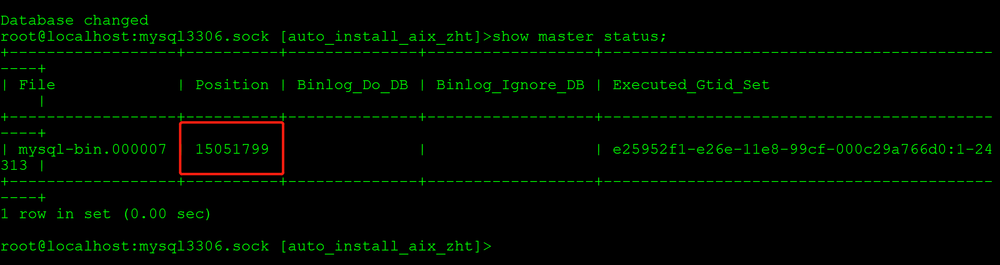 Database changed
root@localhost:mysql3306.sock [auto_install_aix_zht]>show master status;
+------------------+----------+--------------+------------------+------------------------------------------
----+
| File             | Position | Binlog_Do_DB | Binlog_Ignore_DB | Executed_Gtid_Set
    |
+------------------+----------+--------------+------------------+------------------------------------------
----+
| mysql-bin.000007 | 15051799 |              |                  | e25952f1-e26e-11e8-99cf-000c29a766d0:1-24
313 |
+------------------+----------+--------------+------------------+------------------------------------------
----+
1 row in set (0.00 sec)
root@localhost:mysql3306.sock [auto_install_aix_zht]>